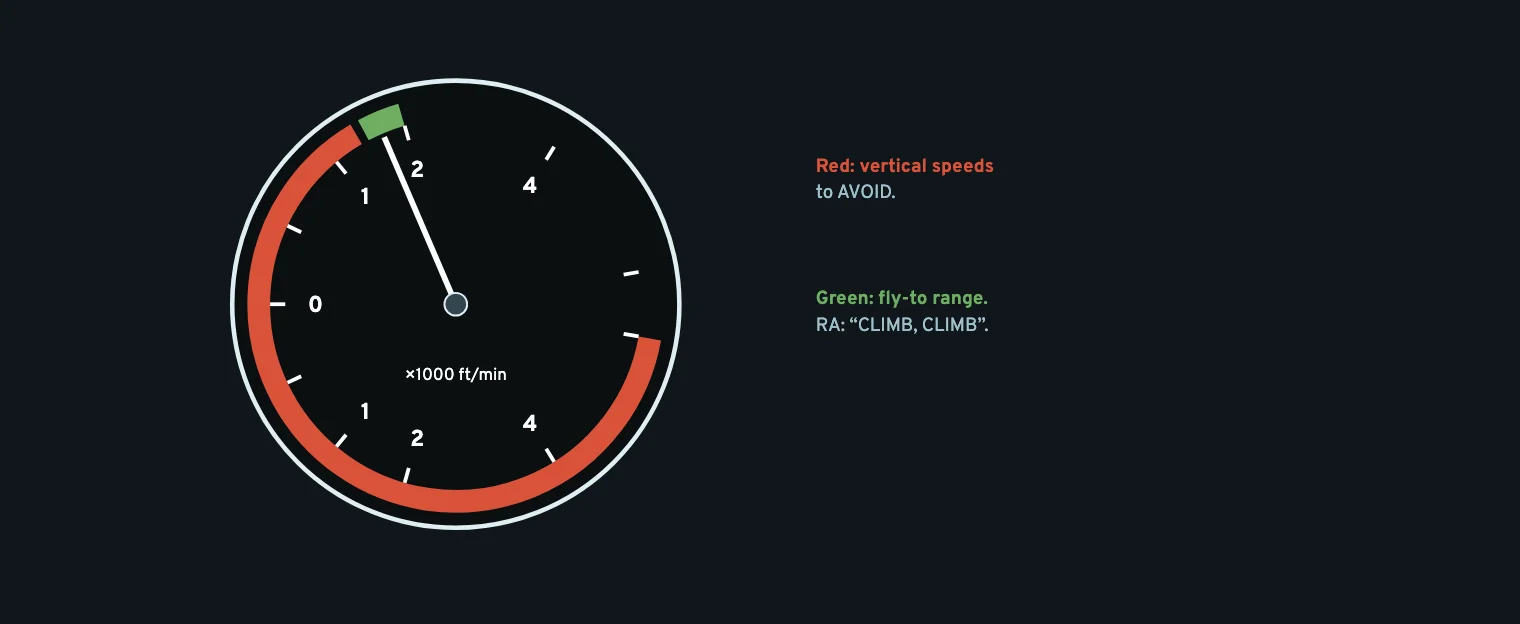 2
4
1
0
×1000 ft/min
1
2
4
Red: vertical speeds
to AVOID.
Green: fly-to range.
RA: “CLIMB, CLIMB”.